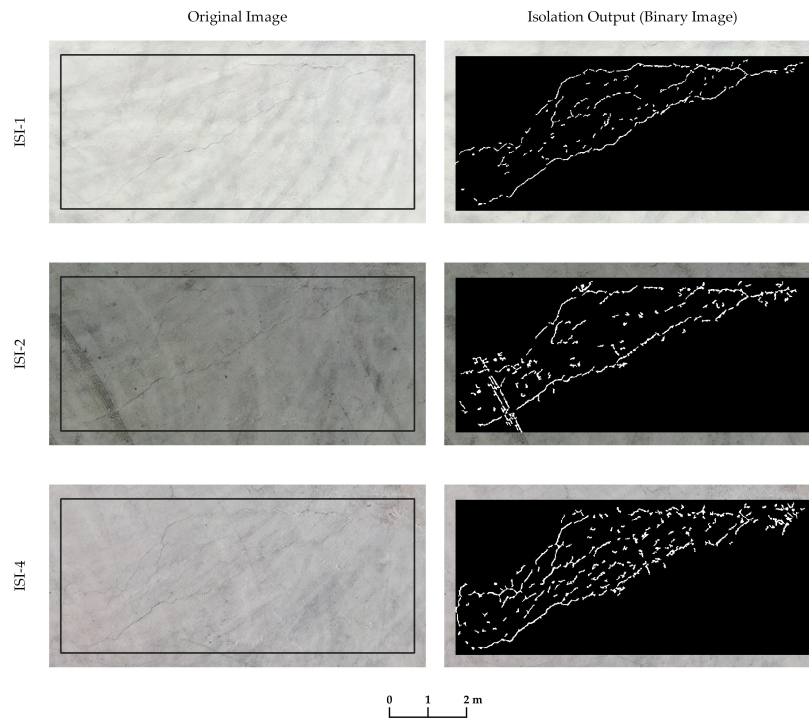 Original Image
Isolation Output (Binary Image)
ISI-1
ISI-2
ISI-4
0 1 2 m